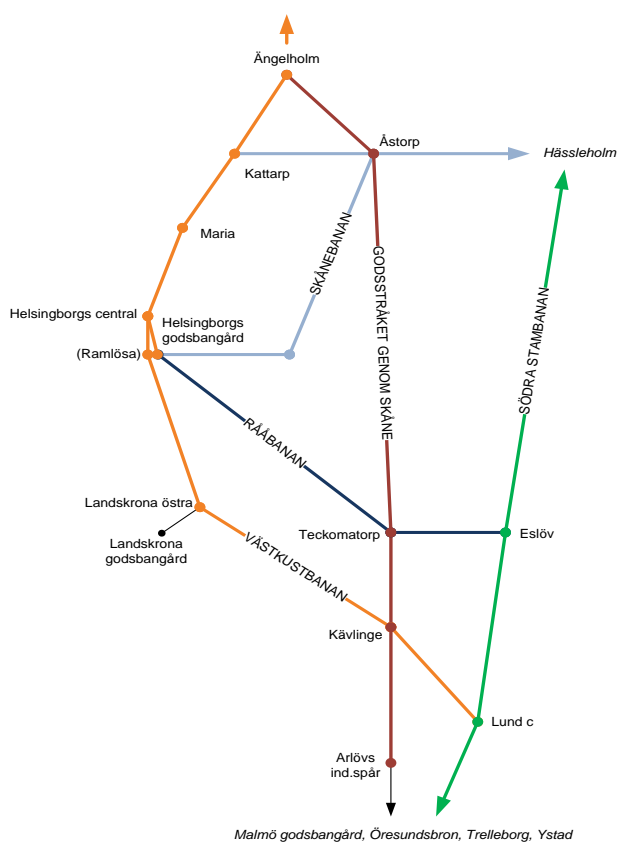 Ängelholm
Åstorp
Hässleholm
Kattarp
Maria
SKÅNEBANAN
GODSSTRÅKET GENOM SKÅNE
SÖDRA STAMBANAN
Helsingborgs central
Helsingborgs
godsbangård
(Ramlösa)
RÅÅBANAN
Landskrona östra
Landskrona
godsbangård
VÄSTKUSTBANAN
Teckomatorp
Eslöv
Kävlinge
Lund c
Arlövs
ind.spår
Malmö godsbangård, Öresundsbron, Trelleborg, Ystad